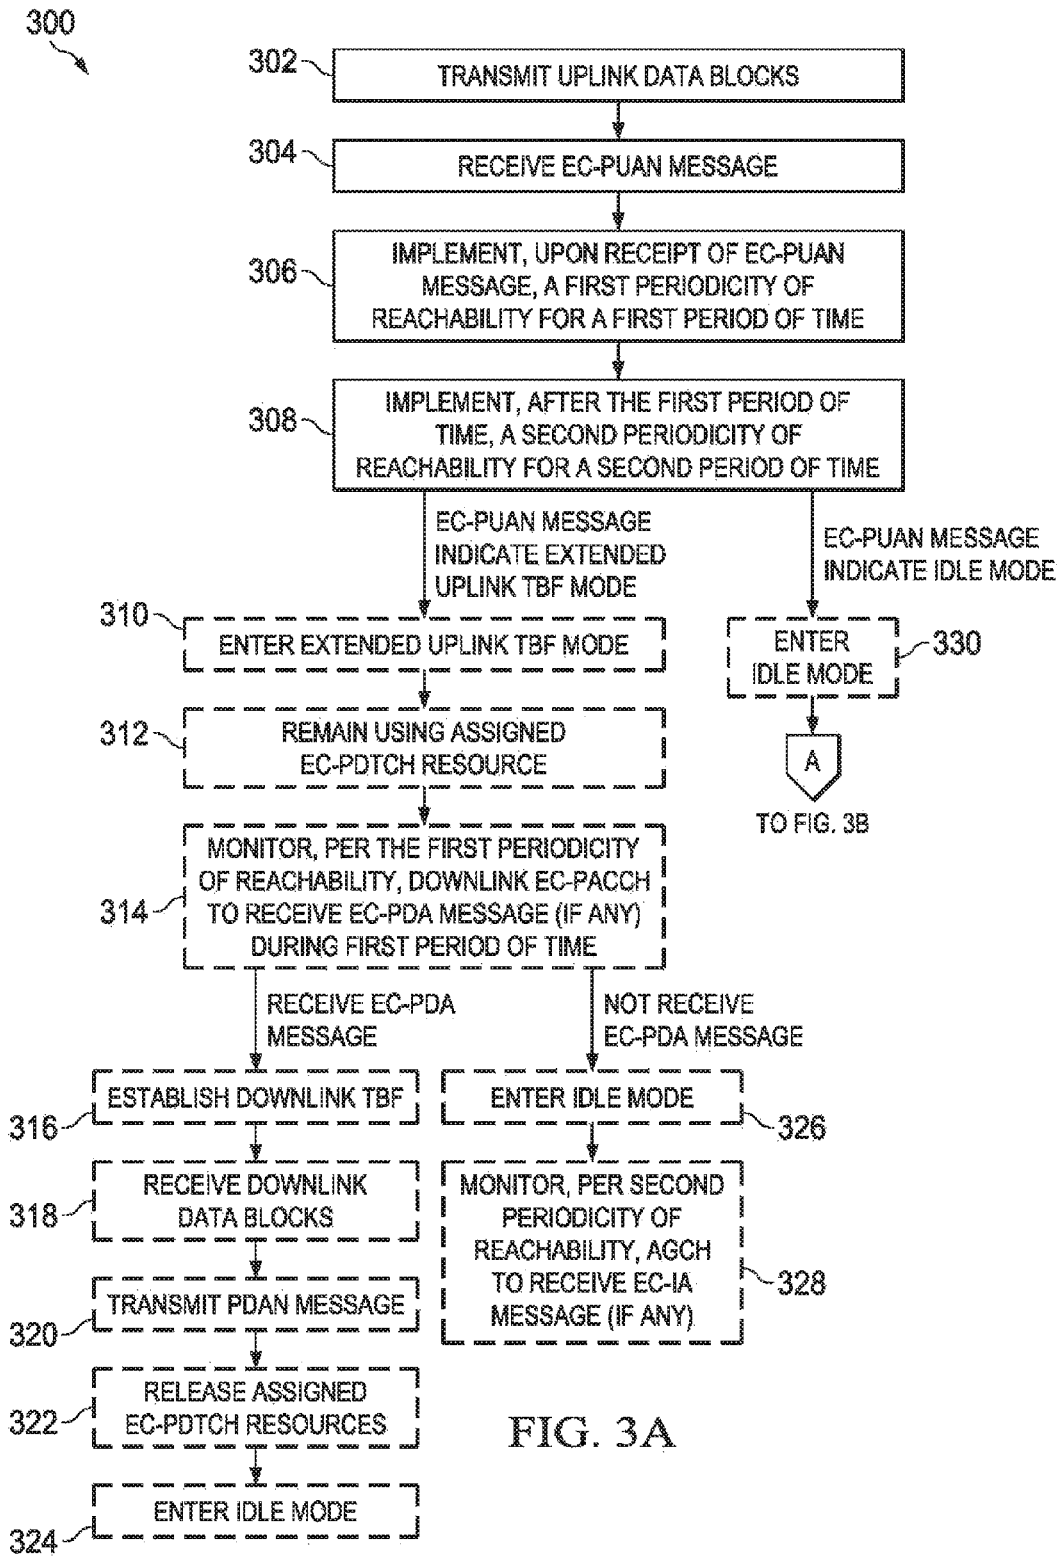 300
302
TRANSMIT UPLINK DATA BLOCKS
304
RECEIVE EC-PUAN MESSAGE
306
IMPLEMENT, UPON RECEIPT OF EC-PUAN
MESSAGE, A FIRST PERIODICITY OF
REACHABILITY FOR A FIRST PERIOD OF TIME
308
IMPLEMENT, AFTER THE FIRST PERIOD OF
TIME, A SECOND PERIODICITY OF
REACHABILITY FOR A SECOND PERIOD OF TIME
EC-PUAN MESSAGE
INDICATE EXTENDED
UPLINK TBF MODE
EC-PUAN MESSAGE
INDICATE IDLE MODE
310
ENTER EXTENDED UPLINK TBF MODE
ENTER
IDLE MODE
330
312
REMAIN USING ASSIGNED
EC-PDTCH RESOURCE
A
TO FIG. 3B
314
MONITOR, PER THE FIRST PERIODICITY
OF REACHABILITY, DOWNLINK EC-PACCH
TO RECEIVE EC-PDA MESSAGE (IF ANY)
DURING FIRST PERIOD OF TIME
RECEIVE EC-PDA
MESSAGE
NOT RECEIVE
EC-PDA MESSAGE
316
ESTABLISH DOWNLINK TBF
ENTER IDLE MODE
326
318
RECEIVE DOWNLINK
DATA BLOCKS
MONITOR, PER SECOND
PERIODICITY OF
REACHABILITY, AGCH
TO RECEIVE EC-IA
MESSAGE (IF ANY)
328
320
TRANSMIT PDAN MESSAGE
322
RELEASE ASSIGNED
EC-PDTCH RESOURCES
FIG. 3A
324
ENTER IDLE MODE